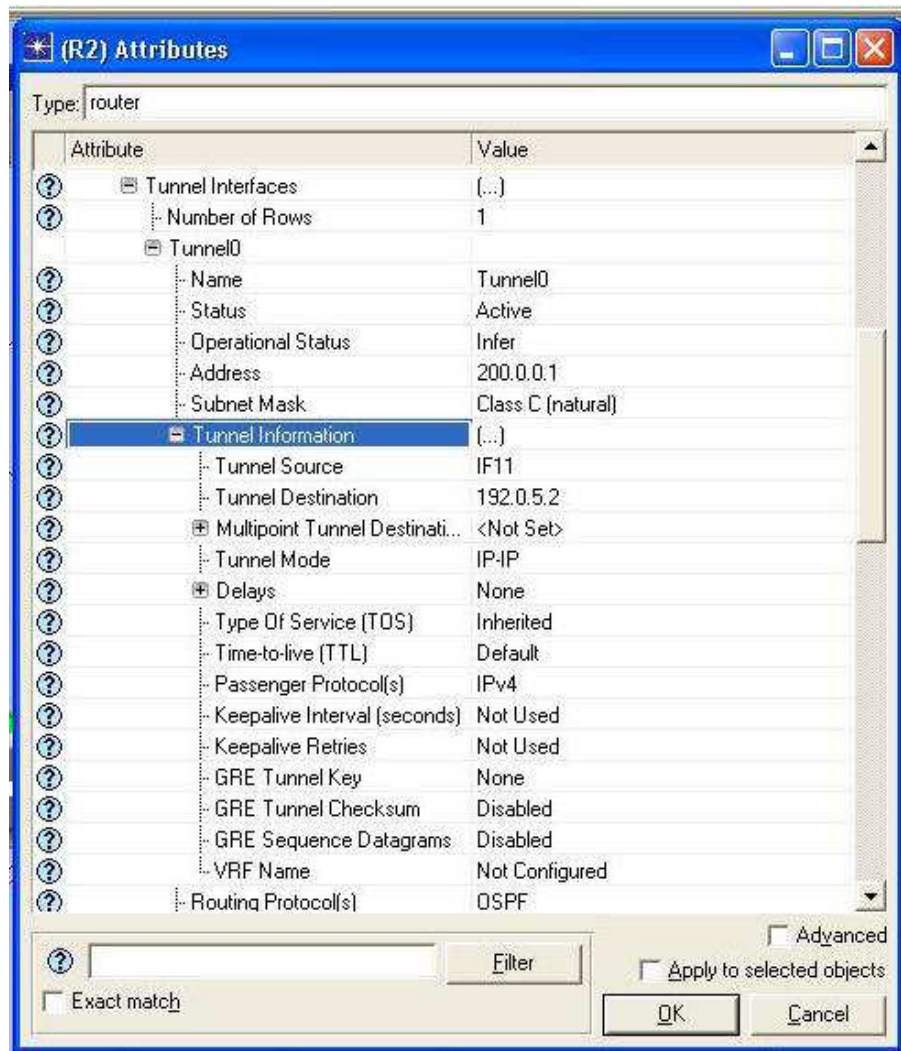 (R2) Attributes
Type: router
Attribute Value
Tunnel Interfaces (...)
Number of Rows 1
Tunnel0
Name Tunnel0
Status Active
Operational Status Infer
Address 200.0.0.1
Subnet Mask Class C (natural)
Tunnel Information (...)
Tunnel Source IF11
Tunnel Destination 192.0.5.2
Multipoint Tunnel Destinati... <Not Set>
Tunnel Mode IP-IP
Delays None
Type Of Service (TOS) Inherited
Time-to-live (TTL) Default
Passenger Protocol(s) IPv4
Keepalive Interval (seconds) Not Used
Keepalive Retries Not Used
GRE Tunnel Key None
GRE Tunnel Checksum Disabled
GRE Sequence Datagrams Disabled
VRF Name Not Configured
Routing Protocol(s) OSPF
Advanced
Filter
Apply to selected objects
Exact match
OK Cancel